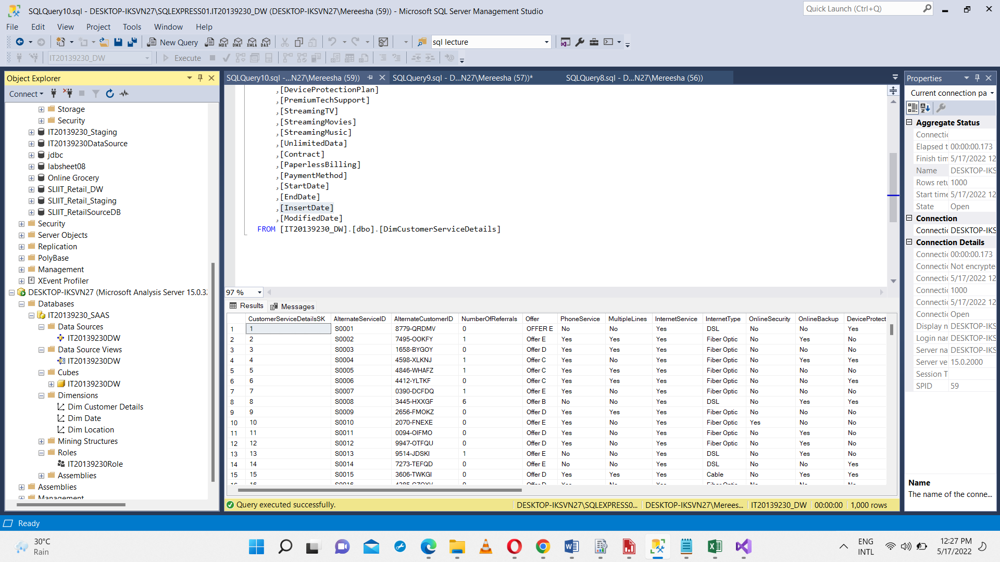 SQLQuery10.sql - DESKTOP-IKSVN27\SQLEXPRESS01.IT20139230_DW (DESKTOP-IKSVN27\Mereesha (59)) - Microsoft SQL Server Management Studio
Quick Launch (Ctrl+Q)
File Edit View Project Tools Window Help
New Query MDX DMX XMLA DAX sql lecture
IT20139230_DW Execute
Object Explorer
Connect
Storage
Security
IT20139230_Staging
IT20139230DataSource
jdbc
labsheet08
Online Grocery
SLIIT_Retail_DW
SLIIT_Retail_Staging
SLIIT_RetailSourceDB
Security
Server Objects
Replication
PolyBase
Management
XEvent Profiler
DESKTOP-IKSVN27 (Microsoft Analysis Server 15.0.3
Databases
IT20139230_SAAS
Data Sources
IT20139230DW
Data Source Views
IT20139230DW
Cubes
IT20139230DW
Dimensions
Dim Customer Details
Dim Date
Dim Location
Mining Structures
Roles
IT20139230Role
Assemblies
Assemblies
Management
SQLQuery10.sql -...N27\Mereesha (59)) SQLQuery9.sql - D...N27\Mereesha (57))* SQLQuery8.sql - D...N27\Mereesha (56))
,[DeviceProtectionPlan]
,[PremiumTechSupport]
,[StreamingTV]
,[StreamingMovies]
,[StreamingMusic]
,[UnlimitedData]
,[Contract]
,[PaperlessBilling]
,[PaymentMethod]
,[StartDate]
,[EndDate]
,[InsertDate]
,[ModifiedDate]
FROM [IT20139230_DW].[dbo].[DimCustomerServiceDetails]
97 %
Results Messages
CustomerServiceDetailsSK AlternateServiceID AlternateCustomerID NumberOfReferrals Offer PhoneService MultipleLines InternetService InternetType OnlineSecurity OnlineBackup DeviceProtect
1 1 S0001 8779-QRDMV 0 OFFER E No No Yes DSL No No Yes
2 2 S0002 7495-OOKFY 1 Offer E Yes Yes Yes Fiber Optic No Yes No
3 3 S0003 1658-BYGOY 0 Offer D Yes Yes Yes Fiber Optic No No No
4 4 S0004 4598-XLKNJ 1 Offer C Yes No Yes Fiber Optic No Yes Yes
5 5 S0005 4846-WHAFZ 1 Offer C Yes Yes Yes Fiber Optic No No No
6 6 S0006 4412-YLTKF 0 Offer C Yes Yes Yes Fiber Optic No No Yes
7 7 S0007 0390-DCFDQ 1 Offer E Yes No Yes Fiber Optic No No No
8 8 S0008 3445-HXXGF 6 Offer B No No Yes DSL No Yes Yes
9 9 S0009 2656-FMOKZ 0 Offer D Yes Yes Yes Fiber Optic No No No
10 10 S0010 2070-FNEXE 0 Offer E Yes No Yes Fiber Optic Yes No No
11 11 S0011 0094-OIFMO 0 Offer D Yes No Yes Fiber Optic No Yes No
12 12 S0012 9947-OTFQU 0 Offer D Yes No Yes Fiber Optic No Yes No
13 13 S0013 9514-JDSKI 1 Offer E No No Yes DSL No Yes No
14 14 S0014 7273-TEFQD 0 Offer E No No Yes DSL No No Yes
15 15 S0015 3606-TWKGI 0 Offer D Yes Yes Yes Cable No Yes Yes
Query executed successfully. DESKTOP-IKSVN27\SQLEXPRESS0... DESKTOP-IKSVN27\Merees... IT20139230_DW 00:00:00 1,000 rows
Properties
Current connection pa
Aggregate Status
Connectic
Elapsed t 00:00:00.173
Finish tim 5/17/2022 12
Name DESKTOP-IKS
Rows retu 1000
Start time 5/17/2022 12
State Open
Connection
Connectic DESKTOP-IKS
Connection Details
Connectic 00:00:00.173
Connectic Not encrypte
Connectic 5/17/2022 12
Connectic 1000
Connectic 5/17/2022 12
Connectic Open
Display n DESKTOP-IKS
Login nar DESKTOP-IKS
Server na DESKTOP-IKS
Server ve 15.0.2000
Session T
SPID 59
Name
The name of the conne...
Ready
30°C
Rain
ENG
INTL
12:27 PM
5/17/2022